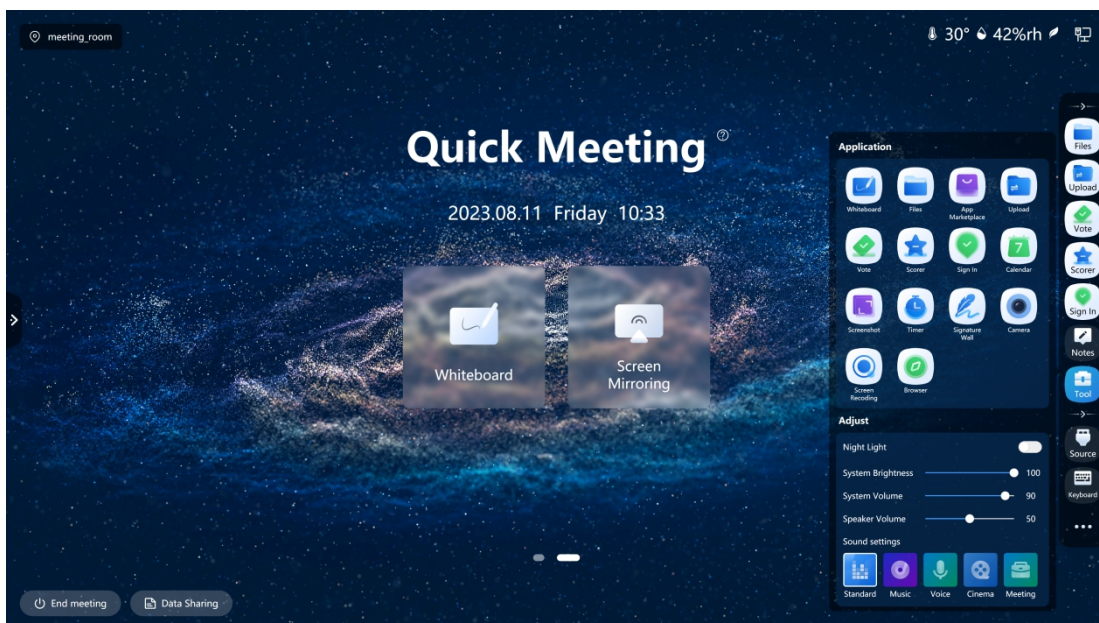 meeting_room
30° 42%rh
Quick Meeting
2023.08.11 Friday 10:33
Whiteboard
Screen
Mirroring
End meeting
Data Sharing
Application
Whiteboard Files App
Marketplace Upload
Vote Scorer Sign In Calendar
7
Screenshot Timer Signature
Wall Camera
Screen
Recoding Browser
Adjust
Night Light
System Brightness 100
System Volume 90
Speaker Volume 50
Sound settings
Standard Music Voice Cinema Meeting
Files
Upload
Vote
Scorer
Sign In
Notes
Tool
Source
Keyboard